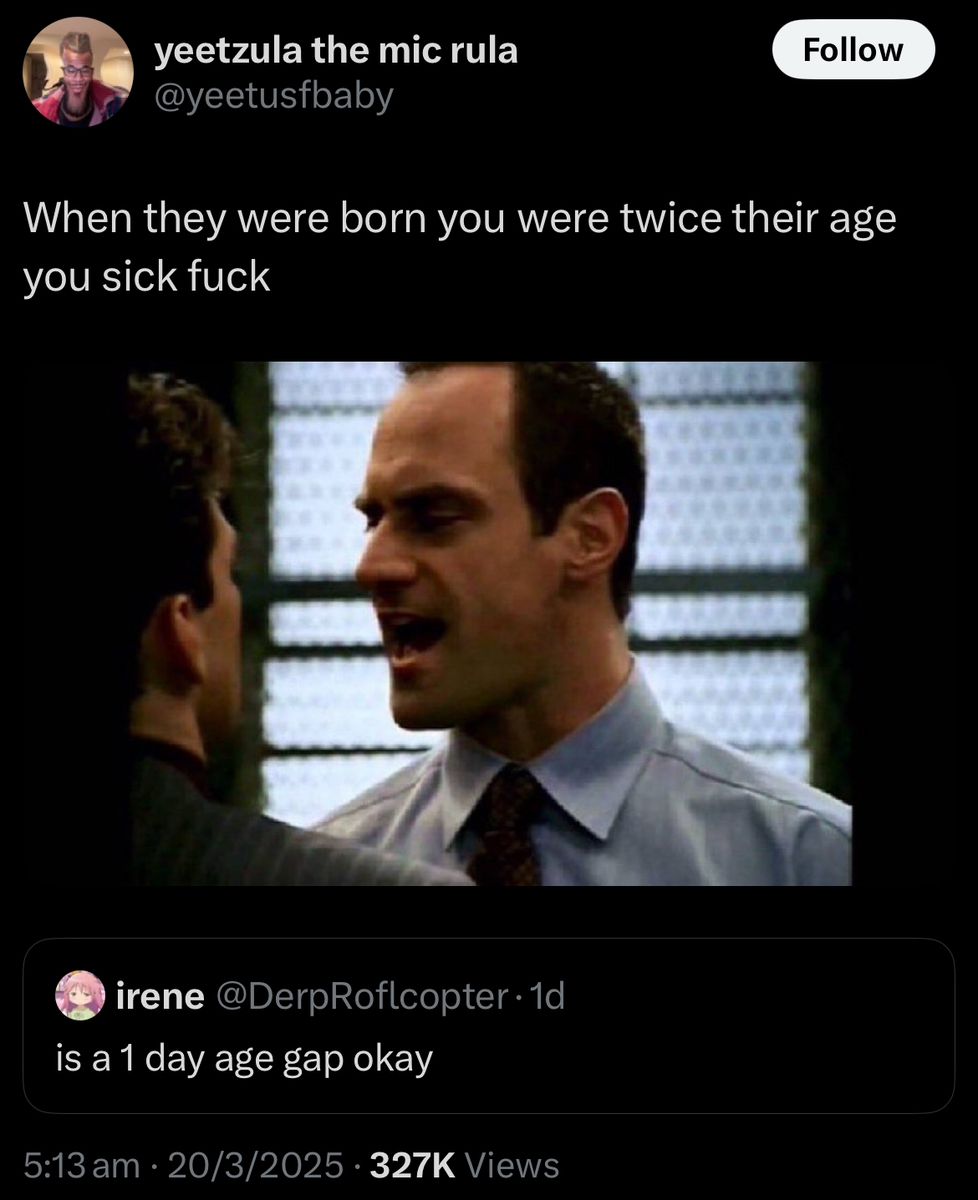 yeetzula the mic rula
Follow
@yeetusfbaby
When they were born you were twice their age
you sick fuck
irene @DerpRoflcopter · 1d
is a 1 day age gap okay
5:13 am · 20/3/2025 · 327K Views